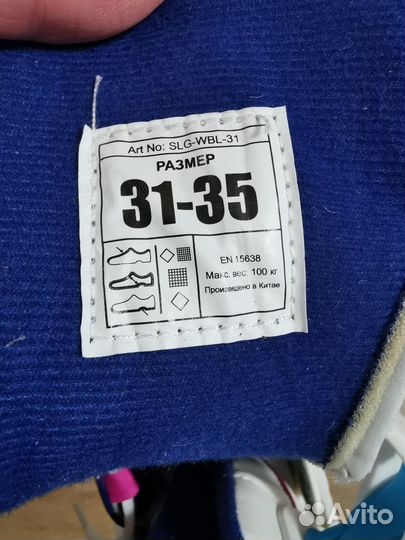 Art No: SLG-WBL-31
РАЗМЕР
31-35
EN 15638
Макс. вес: 100 кг
Произведено в Китае
Avito